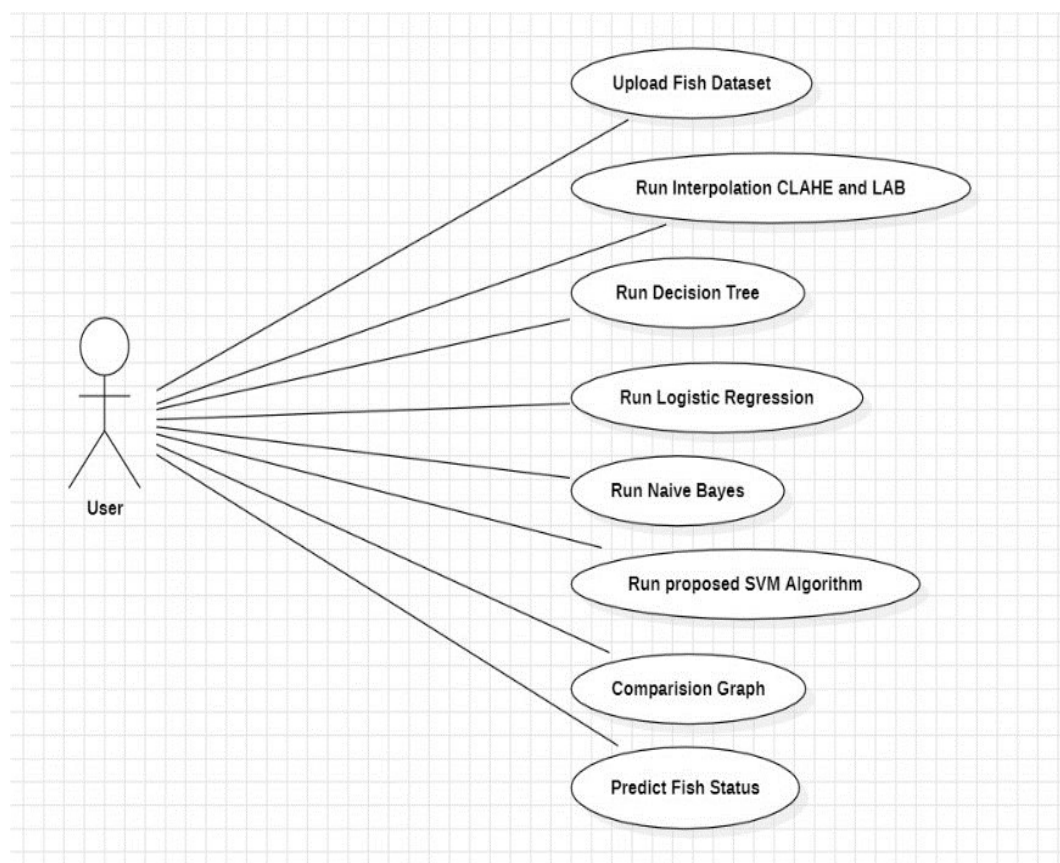 Upload Fish Dataset
Run Interpolation CLAHE and LAB
Run Decision Tree
Run Logistic Regression
User
Run Naive Bayes
Run proposed SVM Algorithm
Comparision Graph
Predict Fish Status